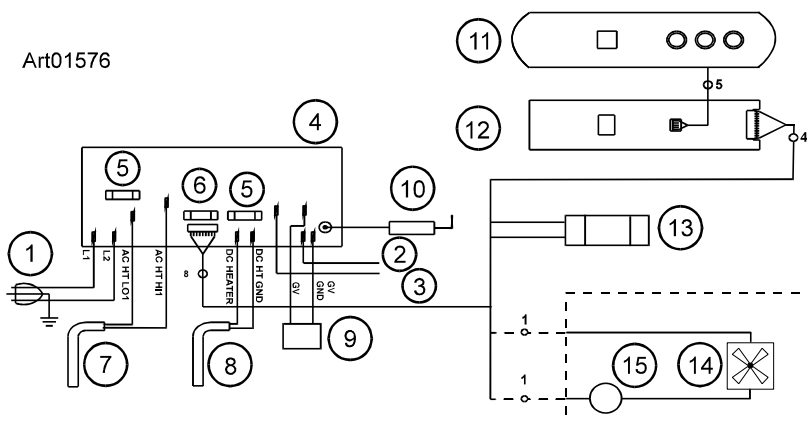 11
Art01576
5
4
12
5
6
5
10
4
13
1
L1
L2
AC HT LO1
AC HT HI1
8
DC HEATER
DC HT GND
GV
GND
GV
2
3
7
8
9
1
1
15
14